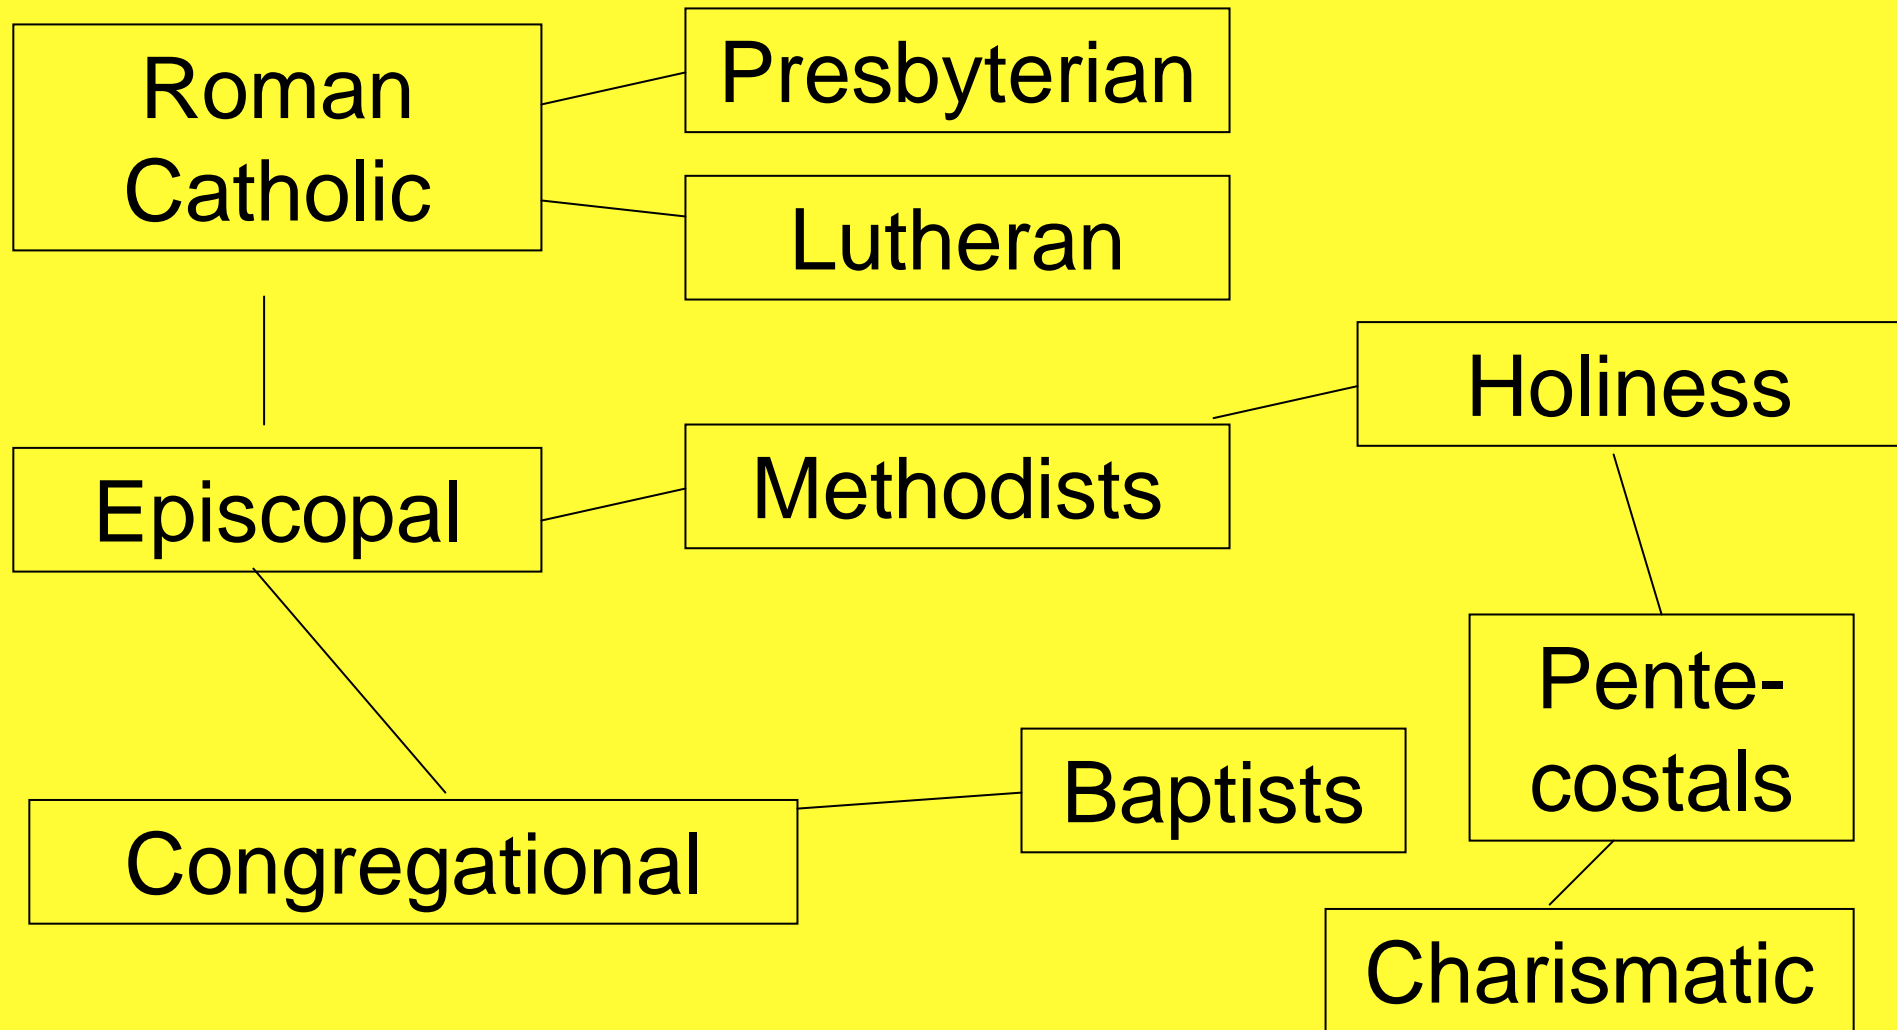 Roman
Catholic
Presbyterian
Lutheran
Holiness
Episcopal
Methodists
Pente-
costals
Baptists
Congregational
Charismatic